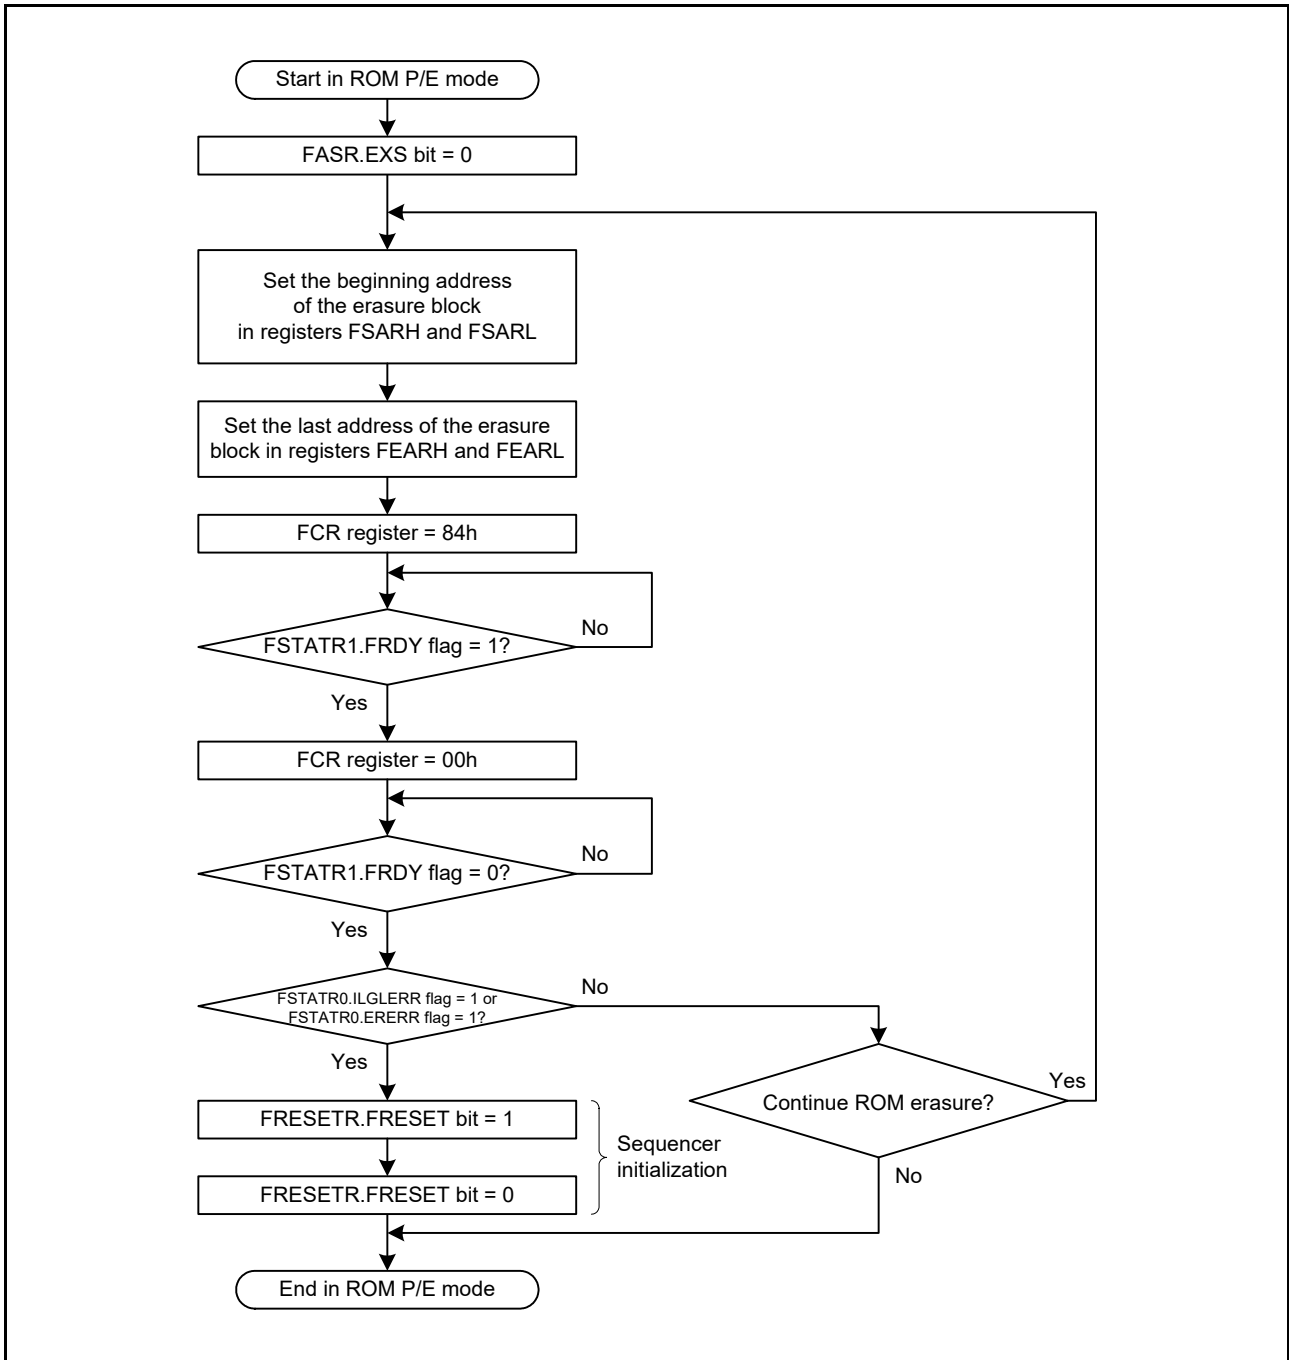 Start in ROM P/E mode
FASR.EXS bit = 0
Set the beginning address
of the erasure block
in registers FSARH and FSARL
Set the last address of the erasure
block in registers FEARH and FEARL
FCR register = 84h
FSTATR1.FRDY flag = 1?
No
Yes
FCR register = 00h
FSTATR1.FRDY flag = 0?
No
Yes
FSTATR0.ILGLERR flag = 1 or
FSTATR0.ERERR flag = 1?
No
Yes
Continue ROM erasure?
Yes
No
FRESETR.FRESET bit = 1
FRESETR.FRESET bit = 0
Sequencer
initialization
End in ROM P/E mode